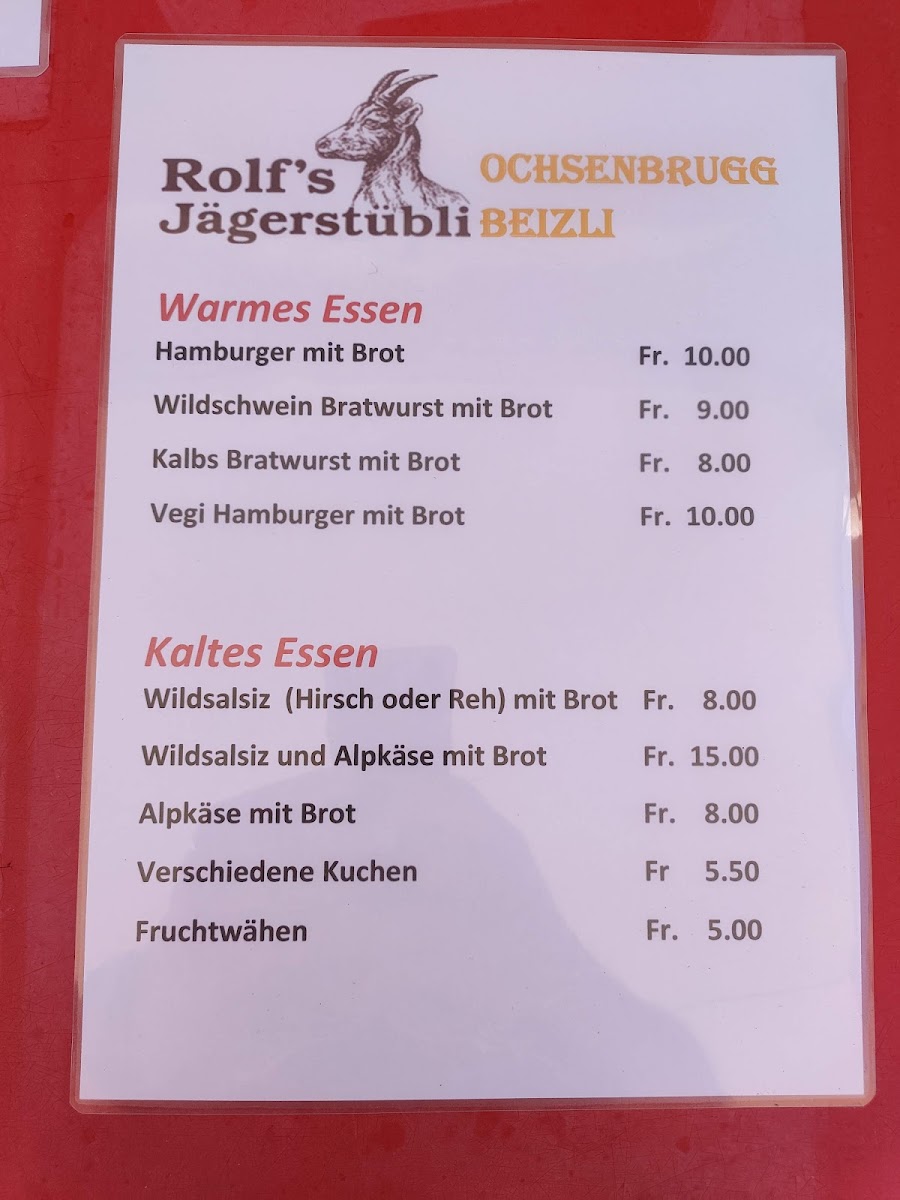 Rolf's
Jägerstübli
OCHSENBRUGG
BEIZLI
Warmes Essen
Hamburger mit Brot Fr. 10.00
Wildschwein Bratwurst mit Brot Fr. 9.00
Kalbs Bratwurst mit Brot Fr. 8.00
Vegi Hamburger mit Brot Fr. 10.00
Kaltes Essen
Wildsalsiz (Hirsch oder Reh) mit Brot Fr. 8.00
Wildsalsiz und Alpkäse mit Brot Fr. 15.00
Alpkäse mit Brot Fr. 8.00
Verschiedene Kuchen Fr 5.50
Fruchtwähen Fr. 5.00